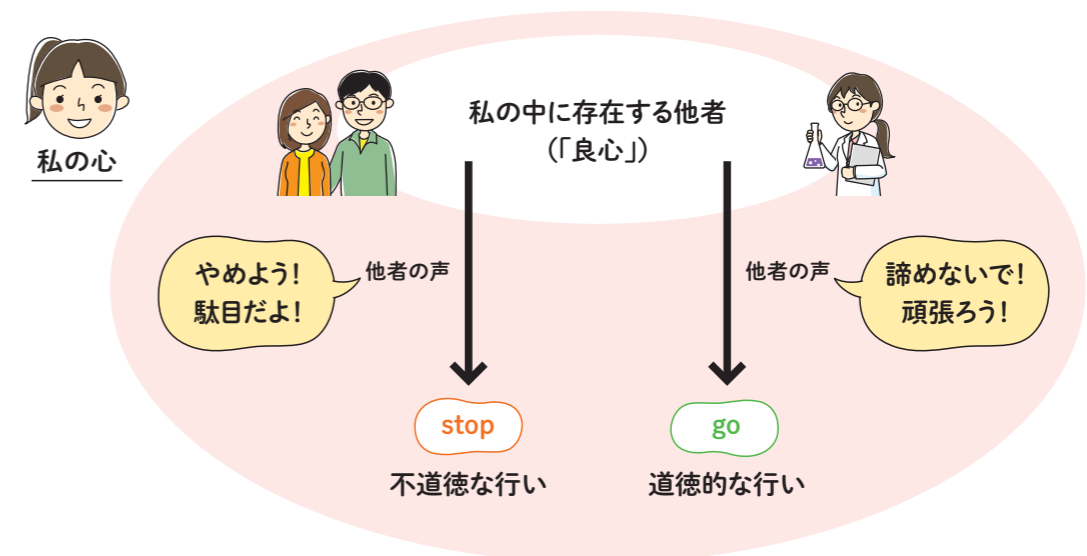 私の心
私の中に存在する他者
(「良心」)
他者の声
やめよう!
駄目だよ!
他者の声
諦めないで!
頑張ろう!
stop
不道徳な行い
go
道徳的な行い